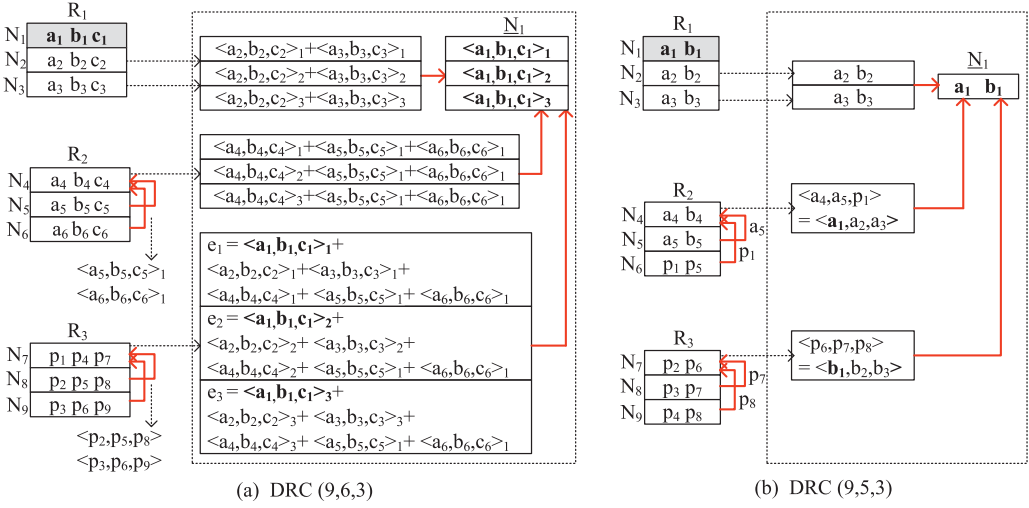 R₁
N₁ a₁ b₁ c₁
N₂ a₂ b₂ c₂
N₃ a₃ b₃ c₃
<a₂,b₂,c₂>₁+<a₃,b₃,c₃>₁
<a₂,b₂,c₂>₂+<a₃,b₃,c₃>₂
<a₂,b₂,c₂>₃+<a₃,b₃,c₃>₃
N₁
<a₁,b₁,c₁>₁
<a₁,b₁,c₁>₂
<a₁,b₁,c₁>₃
R₂
N₄ a₄ b₄ c₄
N₅ a₅ b₅ c₅
N₆ a₆ b₆ c₆
<a₅,b₅,c₅>₁
<a₆,b₆,c₆>₁
<a₄,b₄,c₄>₁+<a₅,b₅,c₅>₁+<a₆,b₆,c₆>₁
<a₄,b₄,c₄>₂+<a₅,b₅,c₅>₁+<a₆,b₆,c₆>₁
<a₄,b₄,c₄>₃+<a₅,b₅,c₅>₁+<a₆,b₆,c₆>₁
R₃
N₇ p₁ p₄ p₇
N₈ p₂ p₅ p₈
N₉ p₃ p₆ p₉
<p₂,p₅,p₈>
<p₃,p₆,p₉>
e₁ = <a₁,b₁,c₁>₁+
<a₂,b₂,c₂>₁+<a₃,b₃,c₃>₁+
<a₄,b₄,c₄>₁+ <a₅,b₅,c₅>₁+ <a₆,b₆,c₆>₁
e₂ = <a₁,b₁,c₁>₂+
<a₂,b₂,c₂>₂+ <a₃,b₃,c₃>₂+
<a₄,b₄,c₄>₂+ <a₅,b₅,c₅>₁+ <a₆,b₆,c₆>₁
e₃ = <a₁,b₁,c₁>₃+
<a₂,b₂,c₂>₃+ <a₃,b₃,c₃>₃+
<a₄,b₄,c₄>₃+ <a₅,b₅,c₅>₁+ <a₆,b₆,c₆>₁
(a) DRC (9,6,3)
R₁
N₁ a₁ b₁
N₂ a₂ b₂
N₃ a₃ b₃
a₂ b₂
a₃ b₃
N₁
a₁ b₁
R₂
N₄ a₄ b₄
N₅ a₅ b₅
N₆ p₁ p₅
a₅
p₁
<a₄,a₅,p₁>
= <a₁,a₂,a₃>
R₃
N₇ p₂ p₆
N₈ p₃ p₇
N₉ p₄ p₈
p₇
p₈
<p₆,p₇,p₈>
= <b₁,b₂,b₃>
(b) DRC (9,5,3)